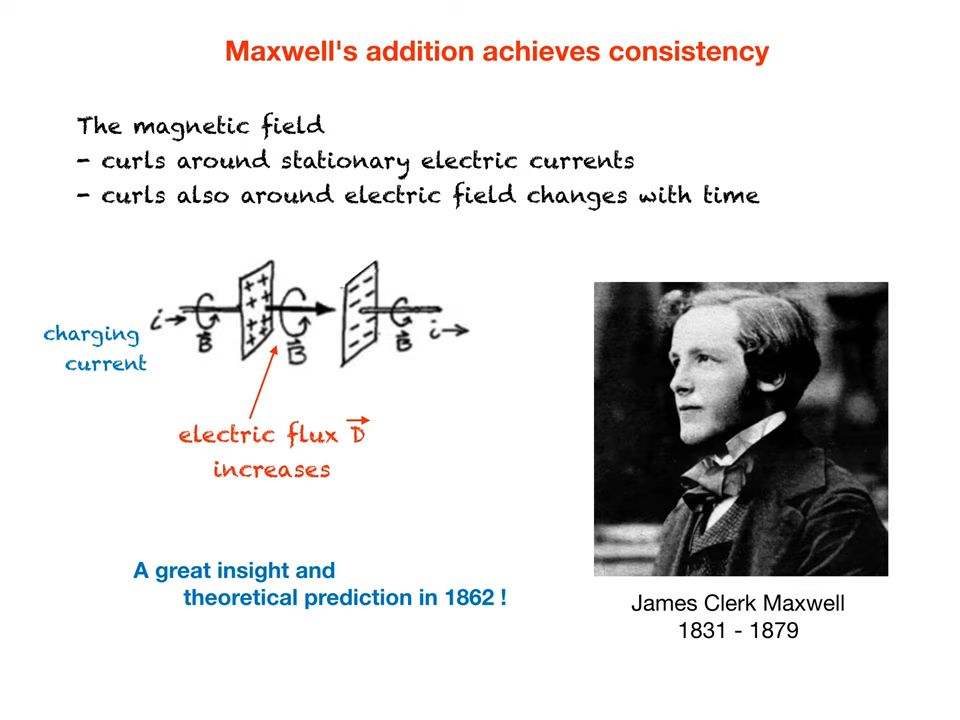 Maxwell's addition achieves consistency
The magnetic field
- curls around stationary electric currents
- curls also around electric field changes with time
i→
B⃗
B⃗
B⃗
i→
+ + + + + + + +
- - - - - - - -
charging
current
electric flux D⃗
increases
A great insight and
theoretical prediction in 1862 !
James Clerk Maxwell
1831 - 1879